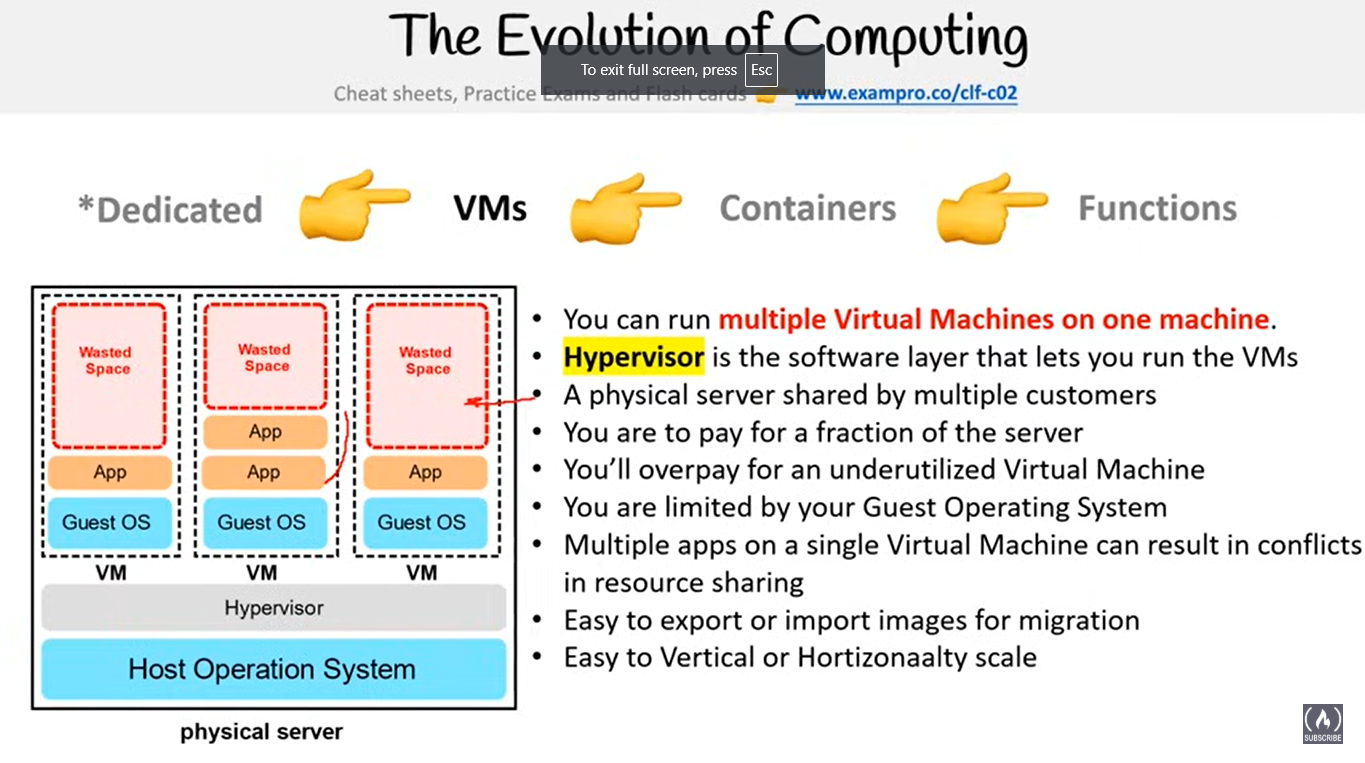 The Evolution of Computing
To exit full screen, press Esc
Cheat sheets, Practice Exams and Flash cards www.exampro.co/clf-c02
*Dedicated VMs Containers Functions
Wasted Space
Wasted Space
Wasted Space
App
App
App
App
Guest OS
Guest OS
Guest OS
VM
VM
VM
Hypervisor
Host Operation System
physical server
• You can run multiple Virtual Machines on one machine.
• Hypervisor is the software layer that lets you run the VMs
• A physical server shared by multiple customers
• You are to pay for a fraction of the server
• You’ll overpay for an underutilized Virtual Machine
• You are limited by your Guest Operating System
• Multiple apps on a single Virtual Machine can result in conflicts
in resource sharing
• Easy to export or import images for migration
• Easy to Vertical or Hortizonaalty scale
SUBSCRIBE